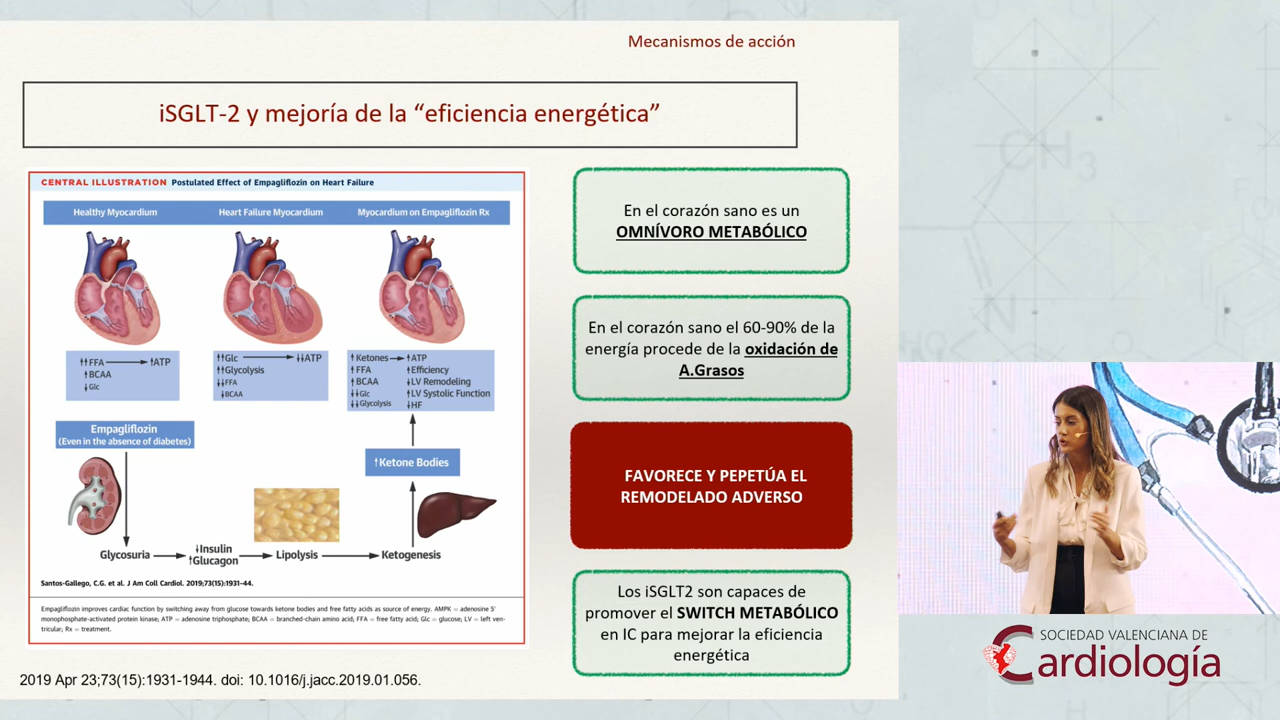 Mecanismos de acción
iSGLT-2 y mejoría de la “eficiencia energética”
CENTRAL ILLUSTRATION Postulated Effect of Empagliflozin on Heart Failure
Healthy Myocardium
Heart Failure Myocardium
Myocardium on Empagliflozin Rx
↑↑FFA → ↑ATP
↑BCAA
↓Glc
↑↑Glc → ↓↓ATP
↑↑Glycolysis
↓↓FFA
↓BCAA
↑Ketones → ↑ATP
↑FFA ↑Efficiency
↑BCAA ↓LV Remodeling
↓↓Glc ↑LV Systolic Function
↓↓Glycolysis ↓HF
Empagliflozin
(Even in the absence of diabetes)
↑Ketone Bodies
Glycosuria → ↓Insulin
↑Glucagon → Lipolysis → Ketogenesis
Santos-Gallego, C.G. et al. J Am Coll Cardiol. 2019;73(15):1931-44.
Empagliflozin improves cardiac function by switching away from glucose towards ketone bodies and free fatty acids as source of energy. AMPK = adenosine 5'
monophosphate-activated protein kinase; ATP = adenosine triphosphate; BCAA = branched-chain amino acid; FFA = free fatty acid; Glc = glucose; LV = left ven-
tricular; Rx = treatment.
2019 Apr 23;73(15):1931-1944. doi: 10.1016/j.jacc.2019.01.056.
En el corazón sano es un
OMNÍVORO METABÓLICO
En el corazón sano el 60-90% de la
energía procede de la oxidación de
A.Grasos
FAVORECE Y PEPETÚA EL
REMODELADO ADVERSO
Los iSGLT2 son capaces de
promover el SWITCH METABÓLICO
en IC para mejorar la eficiencia
energética
CH3
N
HO
SOCIEDAD VALENCIANA DE
Cardiología